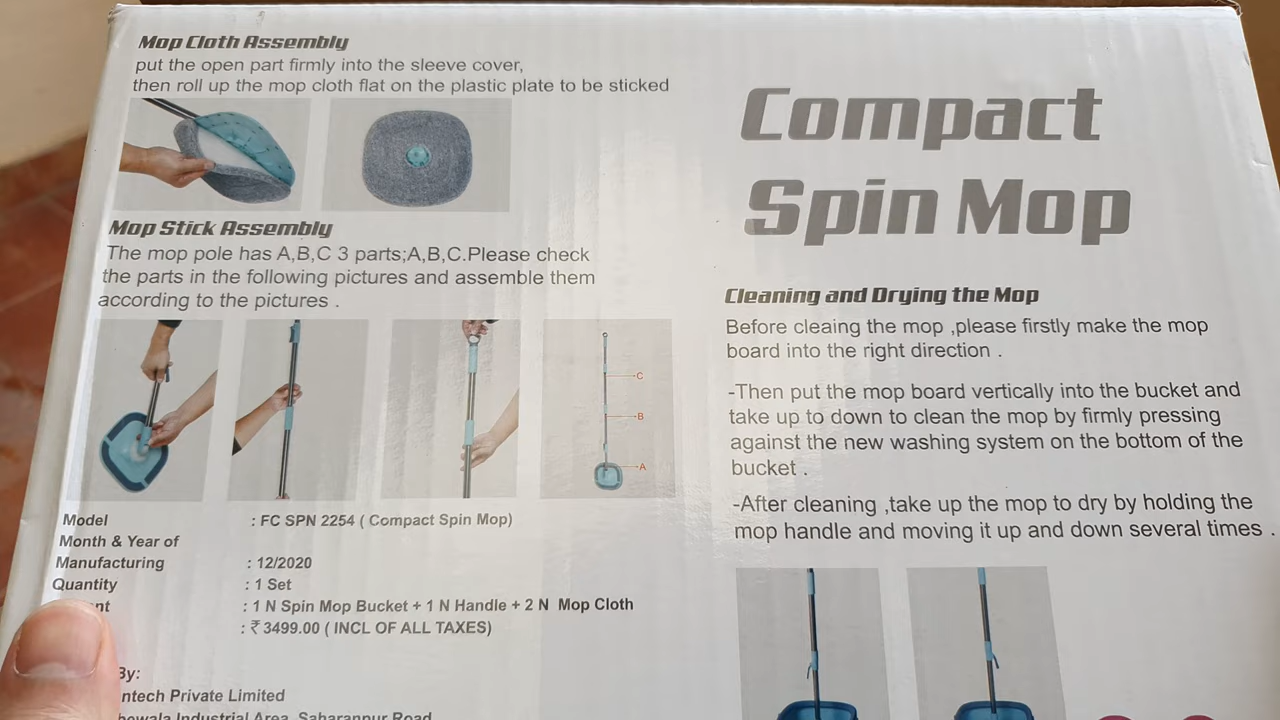 Mop Cloth Assembly
put the open part firmly into the sleeve cover,
then roll up the mop cloth flat on the plastic plate to be sticked
Mop Stick Assembly
The mop pole has A,B,C 3 parts;A,B,C.Please check
the parts in the following pictures and assemble them
according to the pictures .
C
B
A
Model : FC SPN 2254 ( Compact Spin Mop)
Month & Year of
Manufacturing : 12/2020
Quantity : 1 Set
nt : 1 N Spin Mop Bucket + 1 N Handle + 2 N Mop Cloth
: ₹ 3499.00 ( INCL OF ALL TAXES)
By:
ntech Private Limited
Industrial Area, Saharanpur Road
Compact
Spin Mop
Cleaning and Drying the Mop
Before cleaing the mop ,please firstly make the mop
board into the right direction .
-Then put the mop board vertically into the bucket and
take up to down to clean the mop by firmly pressing
against the new washing system on the bottom of the
bucket .
-After cleaning ,take up the mop to dry by holding the
mop handle and moving it up and down several times .